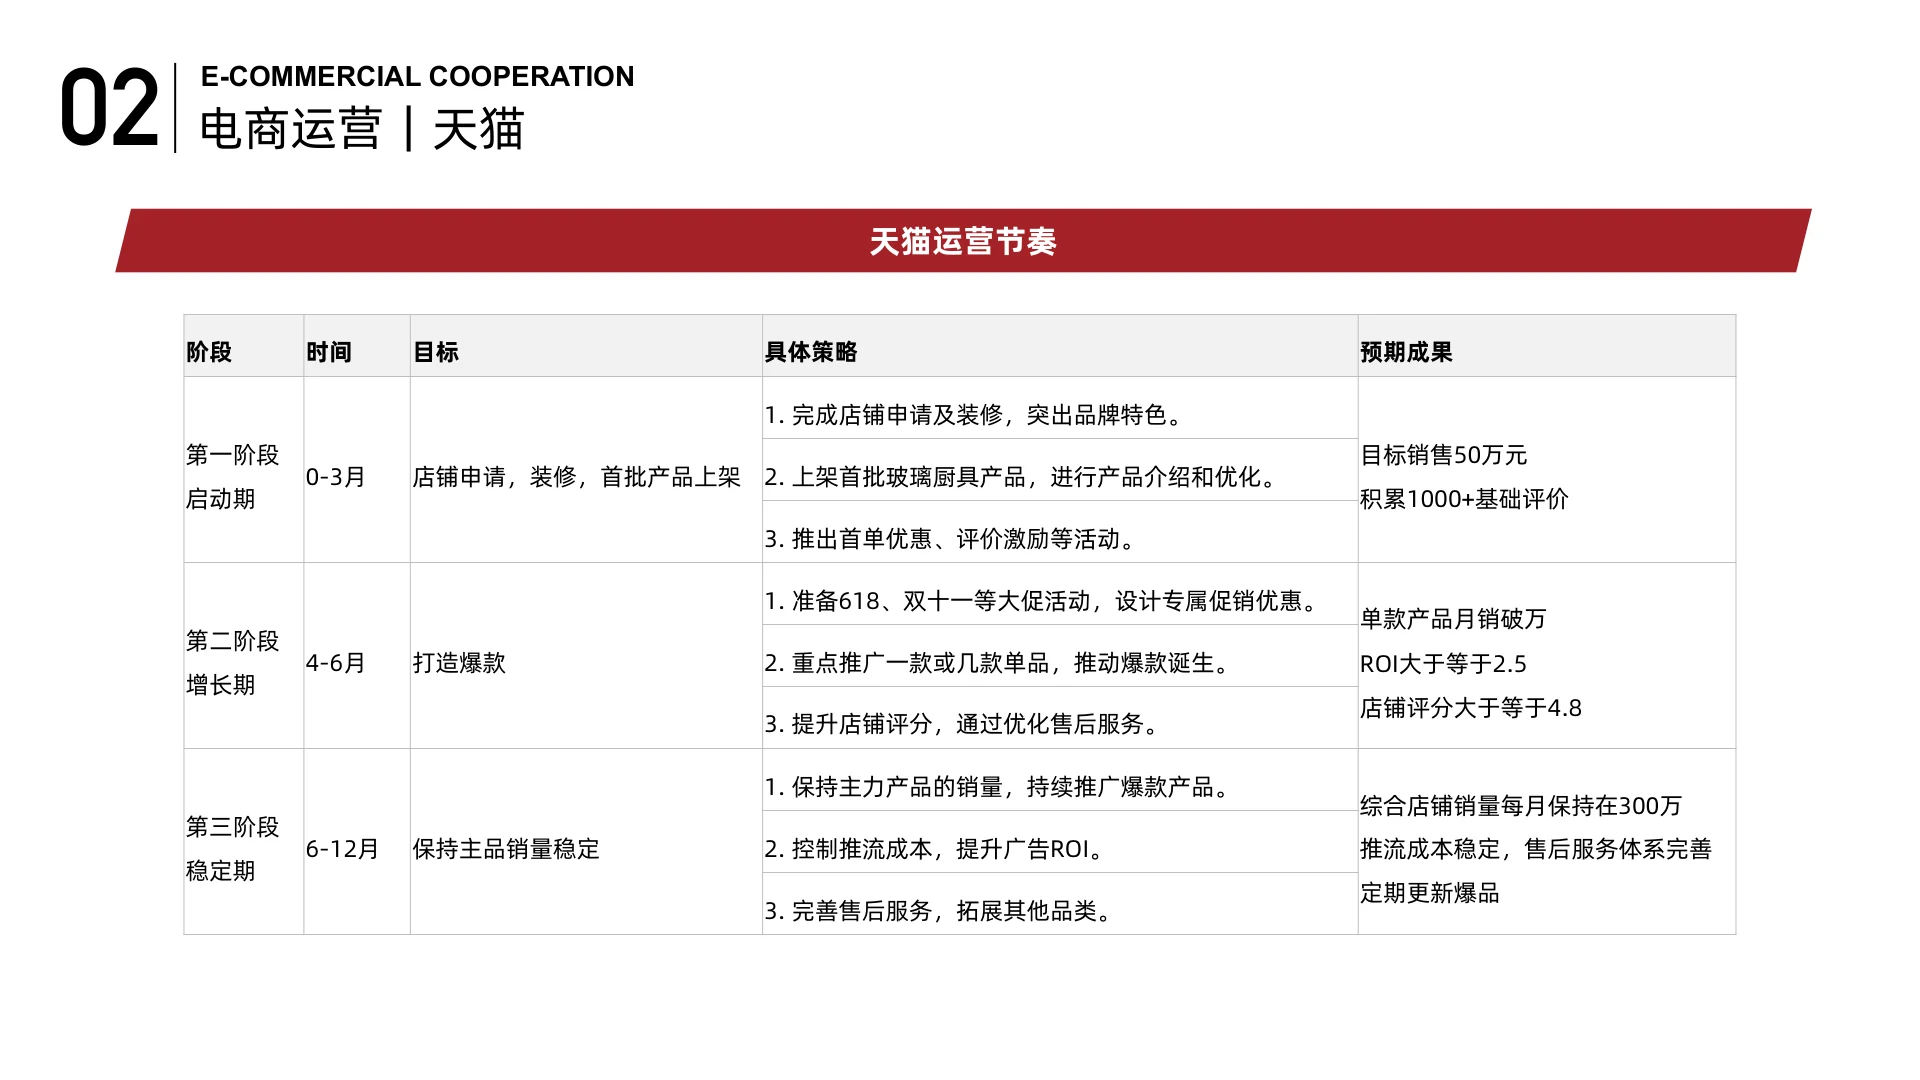 02
E-COMMERCIAL COOPERATION
电商运营｜天猫
天猫运营节奏
阶段
时间
目标
具体策略
预期成果
第一阶段
启动期
0-3月
店铺申请，装修，首批产品上架
1. 完成店铺申请及装修，突出品牌特色。
2. 上架首批玻璃厨具产品，进行产品介绍和优化。
3. 推出首单优惠、评价激励等活动。
目标销售50万元
积累1000+基础评价
第二阶段
增长期
4-6月
打造爆款
1. 准备618、双十一等大促活动，设计专属促销优惠。
2. 重点推广一款或几款单品，推动爆款诞生。
3. 提升店铺评分，通过优化售后服务。
单款产品月销破万
ROI大于等于2.5
店铺评分大于等于4.8
第三阶段
稳定期
6-12月
保持主品销量稳定
1. 保持主力产品的销量，持续推广爆款产品。
2. 控制推流成本，提升广告ROI。
3. 完善售后服务，拓展其他品类。
综合店铺销量每月保持在300万
推流成本稳定，售后服务体系完善
定期更新爆品